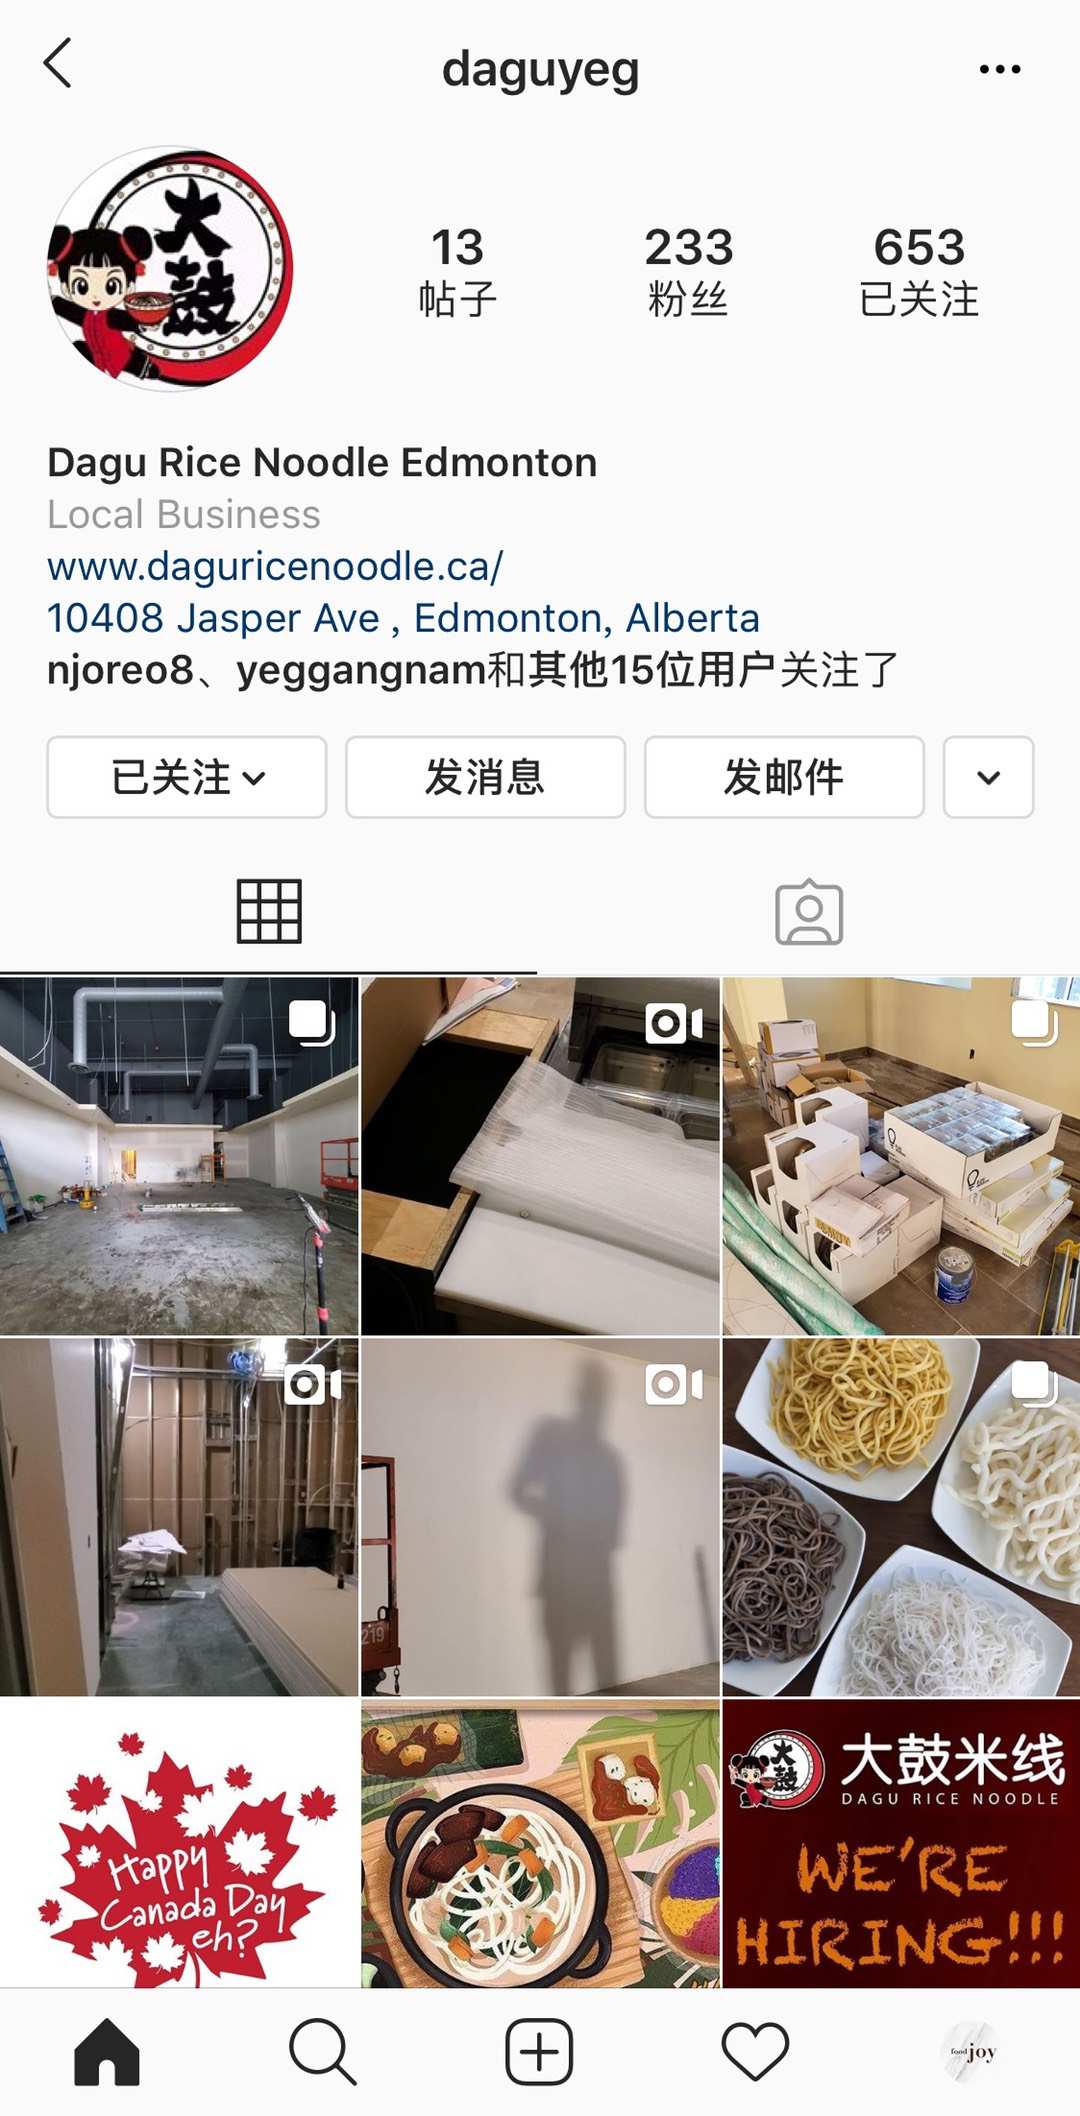 daguyeg
大鼓
13
帖子
233
粉丝
653
已关注
Dagu Rice Noodle Edmonton
Local Business
www.daguricenoodle.ca/
10408 Jasper Ave , Edmonton, Alberta
njoreo8、yeggangnam和其他15位用户关注了
已关注
发消息
发邮件
219
Happy
Canada Day
eh?
大鼓
大鼓米线
DAGU RICE NOODLE
WE'RE
HIRING!!!
food joy